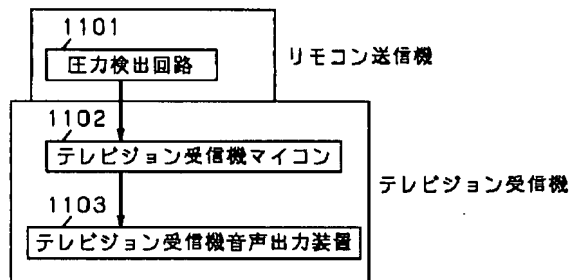 1101
圧力検出回路
リモコン送信機
1102
テレビジョン受信機マイコン
テレビジョン受信機
1103
テレビジョン受信機音声出力装置